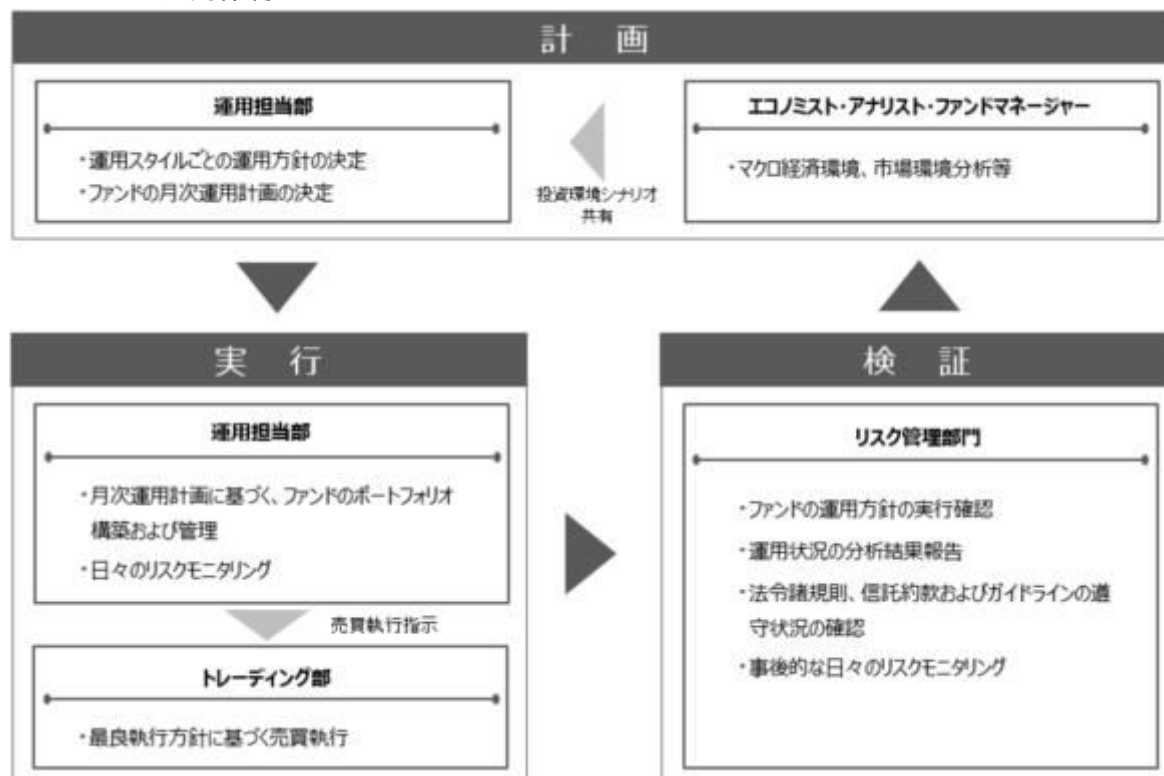 計 画
運用担当部
・運用スタイルごとの運用方針の決定
・ファンドの月次運用計画の決定
投資環境シナリオ
共有
エコノミスト・アナリスト・ファンドマネージャー
・マクロ経済環境、市場環境分析等
実 行
運用担当部
・月次運用計画に基づく、ファンドのポートフォリオ
構築および管理
・日々のリスクモニタリング
売買執行指示
トレーディング部
・最良執行方針に基づく売買執行
検 証
リスク管理部門
・ファンドの運用方針の実行確認
・運用状況の分析結果報告
・法令諸規則、信託約款およびガイドラインの遵
守状況の確認
・事後的な日々のリスクモニタリング